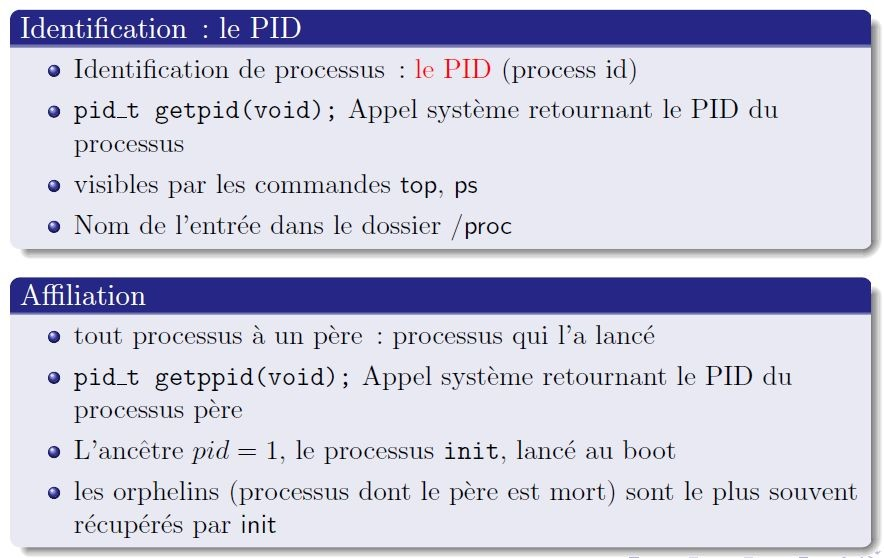 Identification : le PID
Identification de processus : le PID (process id)
pid_t getpid(void); Appel système retournant le PID du
processus
visibles par les commandes top, ps
Nom de l'entrée dans le dossier /proc
Affiliation
tout processus à un père : processus qui l'a lancé
pid_t getppid(void); Appel système retournant le PID du
processus père
L'ancêtre pid = 1, le processus init, lancé au boot
les orphelins (processus dont le père est mort) sont le plus souvent
récupérés par init